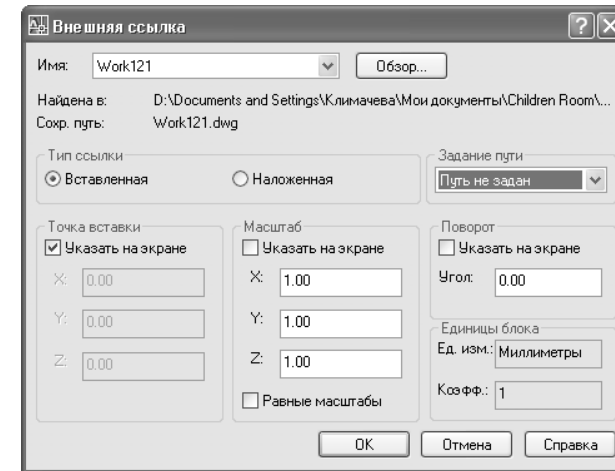 Внешняя ссылка
Имя: Work121 Обзор...
Найдена в: D:\Documents and Settings\Климачева\Мои документы\Children Room\...
Сохр. путь: Work121.dwg
Тип ссылки Задание пути
Вставленная Наложенная Путь не задан
Точка вставки Масштаб Поворот
Указать на экране Указать на экране Указать на экране
X: 0.00 X: 1.00 Угол: 0.00
Y: 0.00 Y: 1.00 Единицы блока
Z: 0.00 Z: 1.00 Ед. изм.: Миллиметры
Равные масштабы Коэфф.: 1
OK Отмена Справка